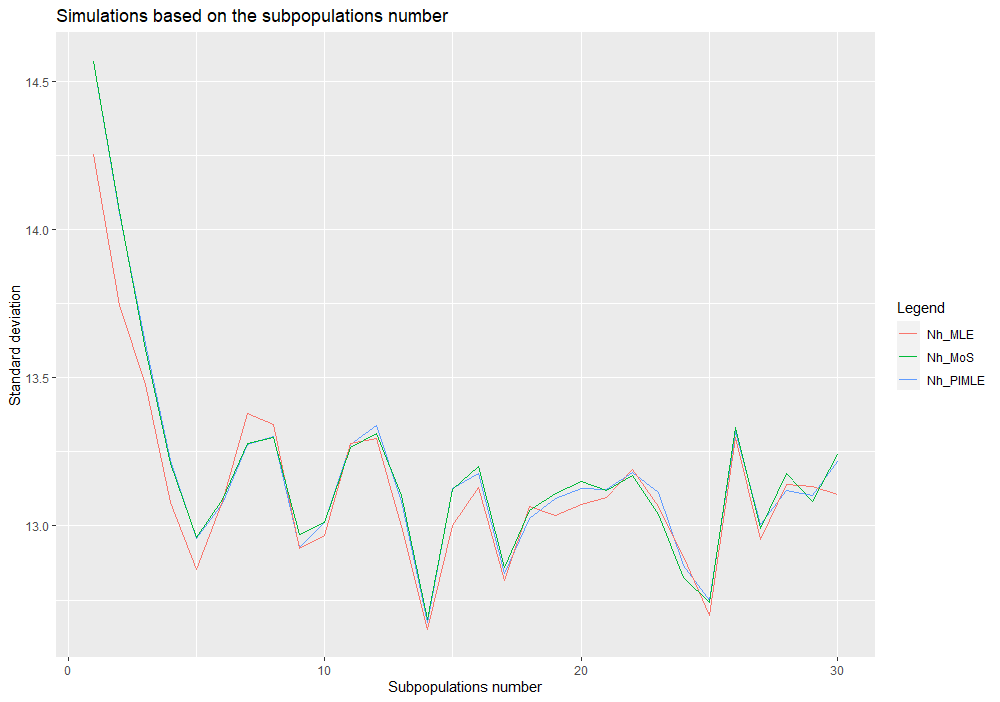 Simulations based on the subpopulations number
14.5
14.0
13.5
13.0
Standard deviation
0
10
20
30
Subpopulations number
Legend
Nh_MLE
Nh_MoS
Nh_PIMLE